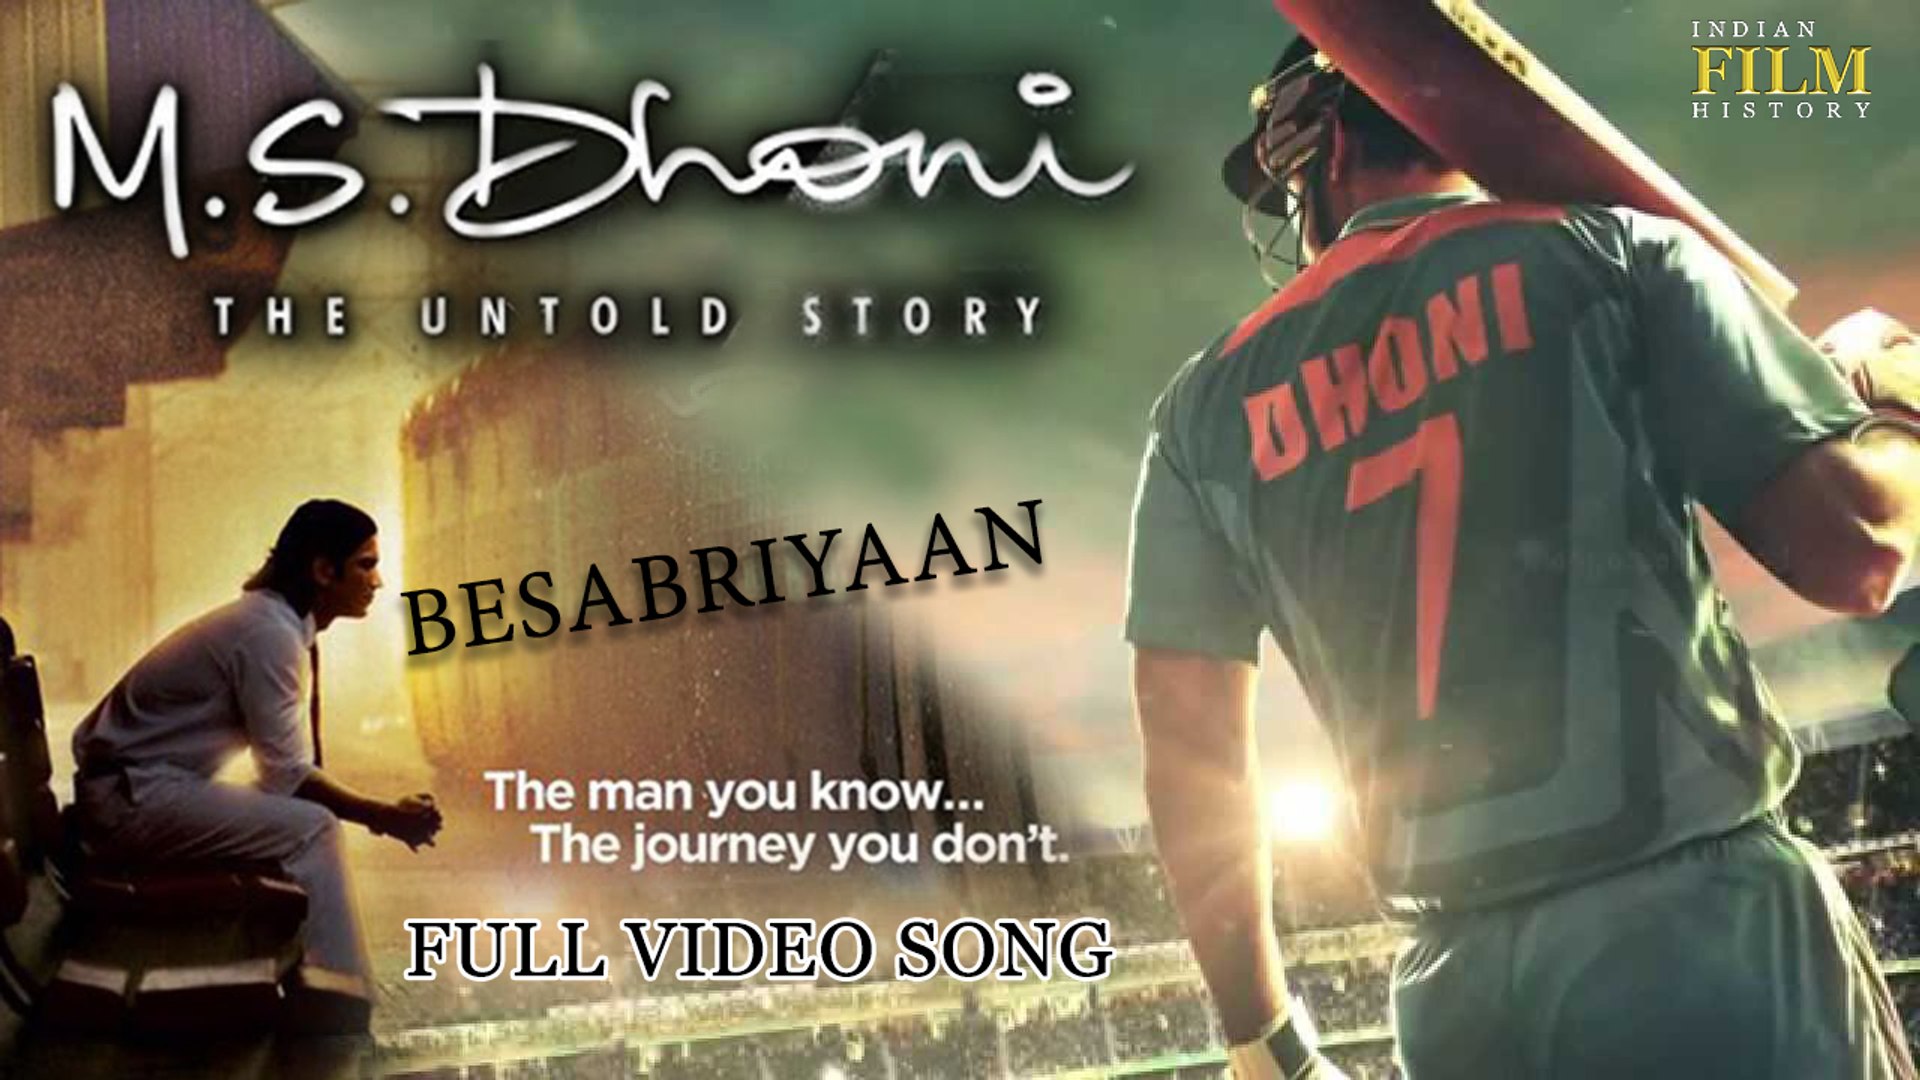 M.S.Dhoni
THE UNTOLD STORY
INDIAN
FILM
HISTORY
DHONI
7
BESABRIYAAN
The man you know...
The journey you don't.
FULL VIDEO SONG